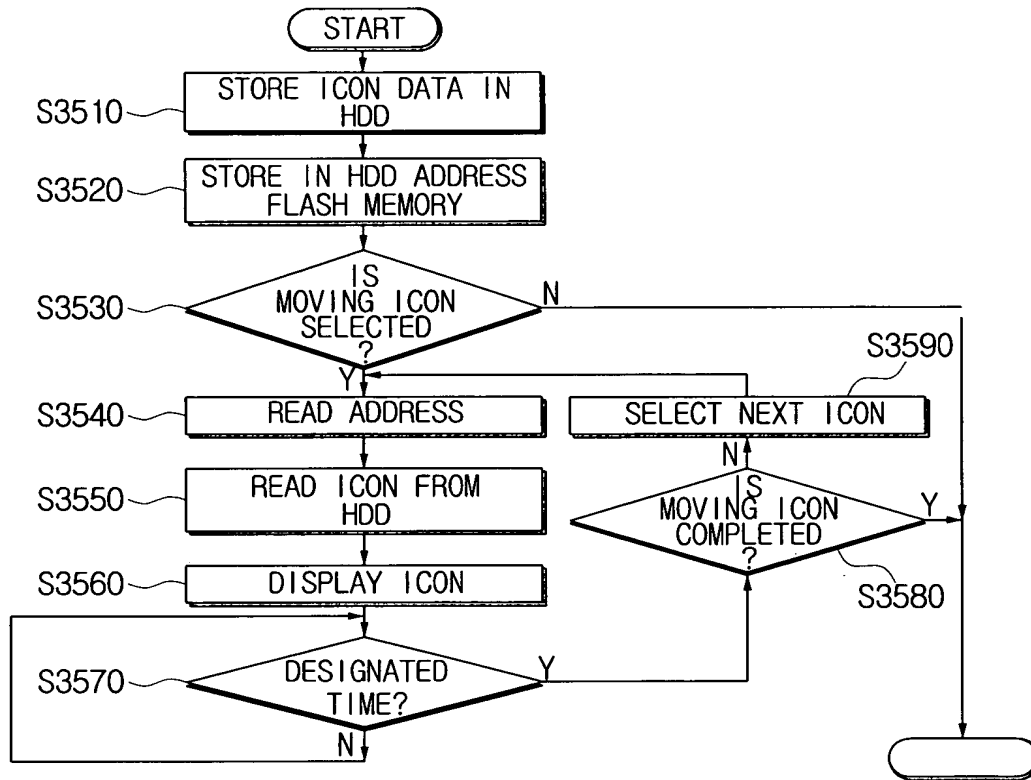 START
S3510
STORE ICON DATA IN
HDD
S3520
STORE IN HDD ADDRESS
FLASH MEMORY
S3530
IS
MOVING ICON
SELECTED
?
N
Y
S3590
S3540
READ ADDRESS
SELECT NEXT ICON
S3550
READ ICON FROM
HDD
N
IS
MOVING ICON
COMPLETED
?
Y
S3580
S3560
DISPLAY ICON
S3570
DESIGNATED
TIME?
Y
N